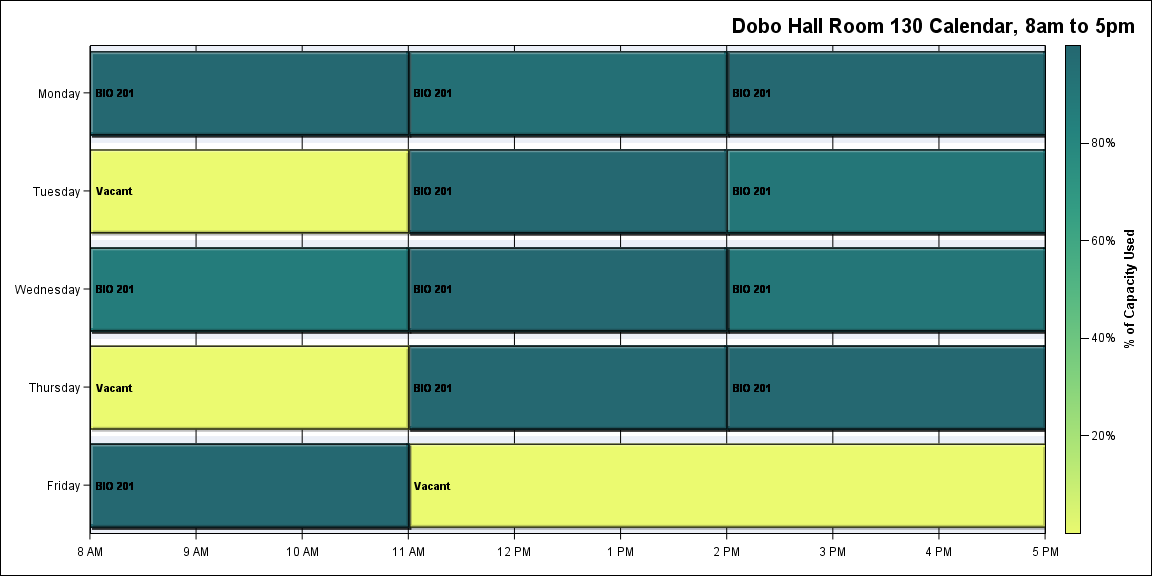 Dobo Hall Room 130 Calendar, 8am to 5pm
Monday
BIO 201
BIO 201
BIO 201
Tuesday
Vacant
BIO 201
BIO 201
Wednesday
BIO 201
BIO 201
BIO 201
Thursday
Vacant
BIO 201
BIO 201
Friday
BIO 201
Vacant
8 AM
9 AM
10 AM
11 AM
12 PM
1 PM
2 PM
3 PM
4 PM
5 PM
80%
60%
40%
20%
% of Capacity Used